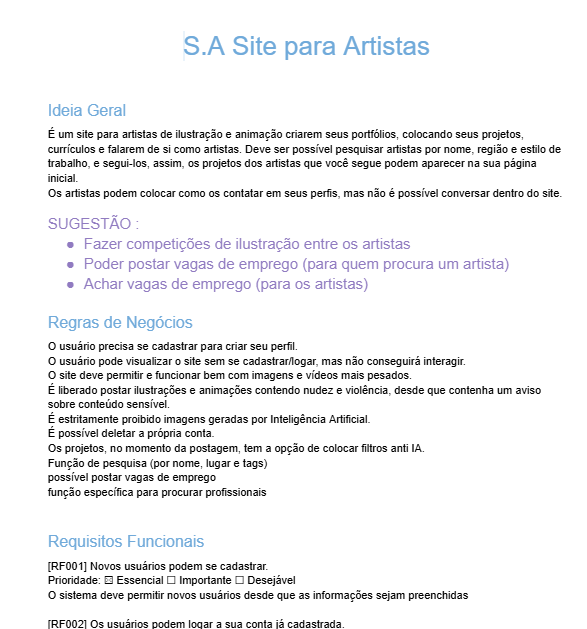 S.A Site para Artistas
Ideia Geral
É um site para artistas de ilustração e animação criarem seus portfólios, colocando seus projetos,
currículos e falarem de si como artistas. Deve ser possível pesquisar artistas por nome, região e estilo de
trabalho, e segui-los, assim, os projetos dos artistas que você segue podem aparecer na sua página
inicial.
Os artistas podem colocar como os contatar em seus perfis, mas não é possível conversar dentro do site.
SUGESTÃO :
● Fazer competições de ilustração entre os artistas
● Poder postar vagas de emprego (para quem procura um artista)
● Achar vagas de emprego (para os artistas)
Regras de Negócios
O usuário precisa se cadastrar para criar seu perfil.
O usuário pode visualizar o site sem se cadastrar/logar, mas não conseguirá interagir.
O site deve permitir e funcionar bem com imagens e vídeos mais pesados.
É liberado postar ilustrações e animações contendo nudez e violência, desde que contenha um aviso
sobre conteúdo sensível.
É estritamente proibido imagens geradas por Inteligência Artificial.
É possível deletar a própria conta.
Os projetos, no momento da postagem, tem a opção de colocar filtros anti IA.
Função de pesquisa (por nome, lugar e tags)
possível postar vagas de emprego
função específica para procurar profissionais
Requisitos Funcionais
[RF001] Novos usuários podem se cadastrar.
Prioridade: ☒ Essencial ☐ Importante ☐ Desejável
O sistema deve permitir novos usuários desde que as informações sejam preenchidas
[RF002] Os usuários podem logar a sua conta já cadastrada.